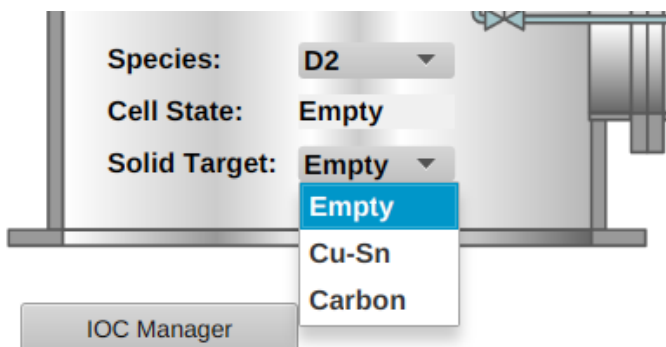 Species: D2
Cell State: Empty
Solid Target: Empty
Empty
Cu-Sn
Carbon
IOC Manager